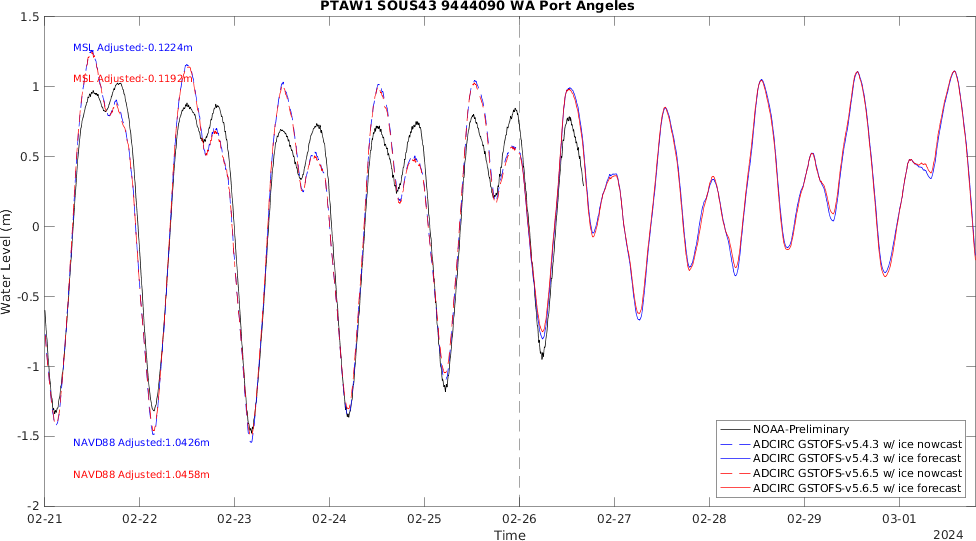 PTAW1 SOUS43 9444090 WA Port Angeles
1.5
1
0.5
0
-0.5
-1
-1.5
-2
Water Level (m)
MSL Adjusted:-0.1224m
MSL Adjusted:-0.1192m
NAVD88 Adjusted:1.0426m
NAVD88 Adjusted:1.0458m
NOAA-Preliminary
ADCIRC GSTOFS-v5.4.3 w/ ice nowcast
ADCIRC GSTOFS-v5.4.3 w/ ice forecast
ADCIRC GSTOFS-v5.6.5 w/ ice nowcast
ADCIRC GSTOFS-v5.6.5 w/ ice forecast
02-21 02-22 02-23 02-24 02-25 02-26 02-27 02-28 02-29 03-01
Time
2024